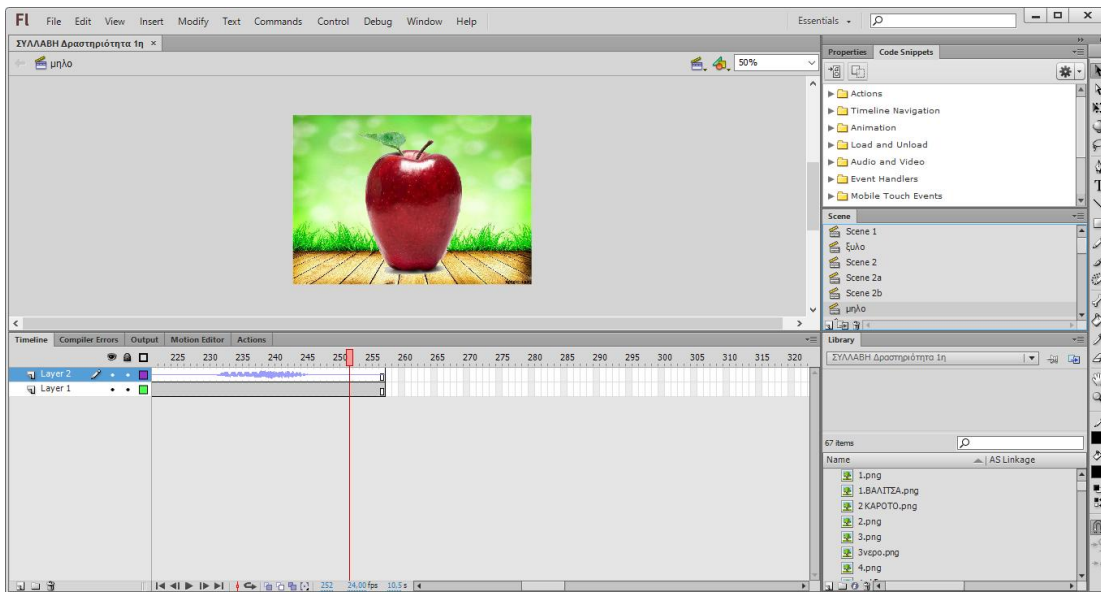 Fl File Edit View Insert Modify Text Commands Control Debug Window Help Essentials
ΣΥΛΛΑΒΗ Δραστηριότητα 1η ×
μηλο 50%
Properties Code Snippets
Actions
Timeline Navigation
Animation
Load and Unload
Audio and Video
Event Handlers
Mobile Touch Events
Scene
Scene 1
ξυλο
Scene 2
Scene 2a
Scene 2b
μηλο
Timeline Compiler Errors Output Motion Editor Actions
225 230 235 240 245 250 255 260 265 270 275 280 285 290 295 300 305 310 315 320
Layer 2
Layer 1
252 24,00 fps 10,5 s
Library
ΣΥΛΛΑΒΗ Δραστηριότητα 1η
67 items
Name AS Linkage
1.png
1.ΒΑΛΙΤΣΑ.png
2 ΚΑΡΟΤΟ.png
2.png
3.png
3νερο.png
4.png